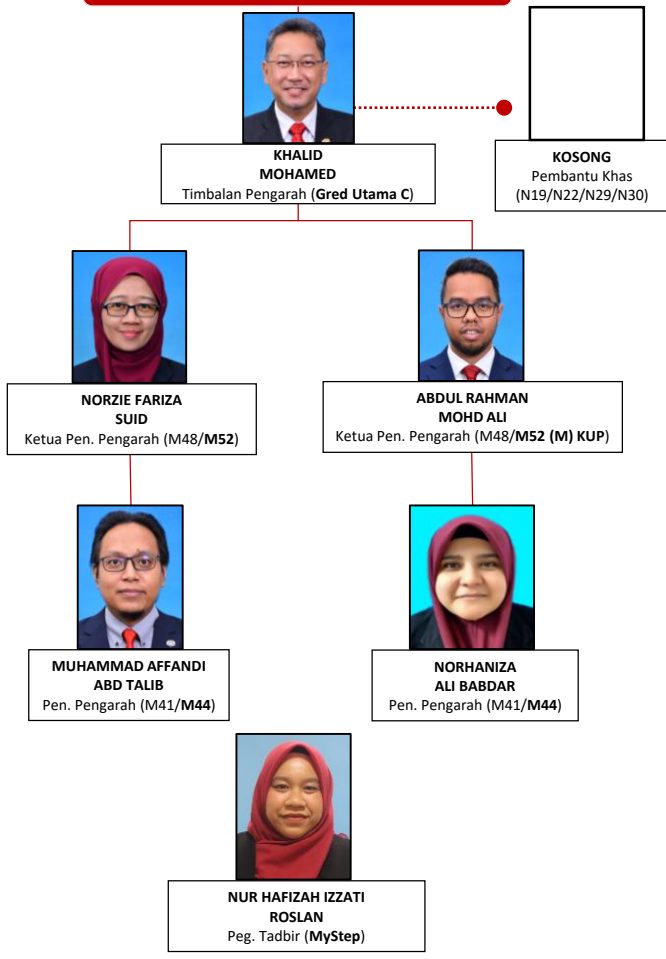 KHALID
MOHAMED
Timbalan Pengarah (Gred Utama C)
KOSONG
Pembantu Khas
(N19/N22/N29/N30)
NORZIE FARIZA
SUID
Ketua Pen. Pengarah (M48/M52)
ABDUL RAHMAN
MOHD ALI
Ketua Pen. Pengarah (M48/M52 (M) KUP)
MUHAMMAD AFFANDI
ABD TALIB
Pen. Pengarah (M41/M44)
NORHANIZA
ALI BABDAR
Pen. Pengarah (M41/M44)
NUR HAFIZAH IZZATI
ROSLAN
Peg. Tadbir (MyStep)